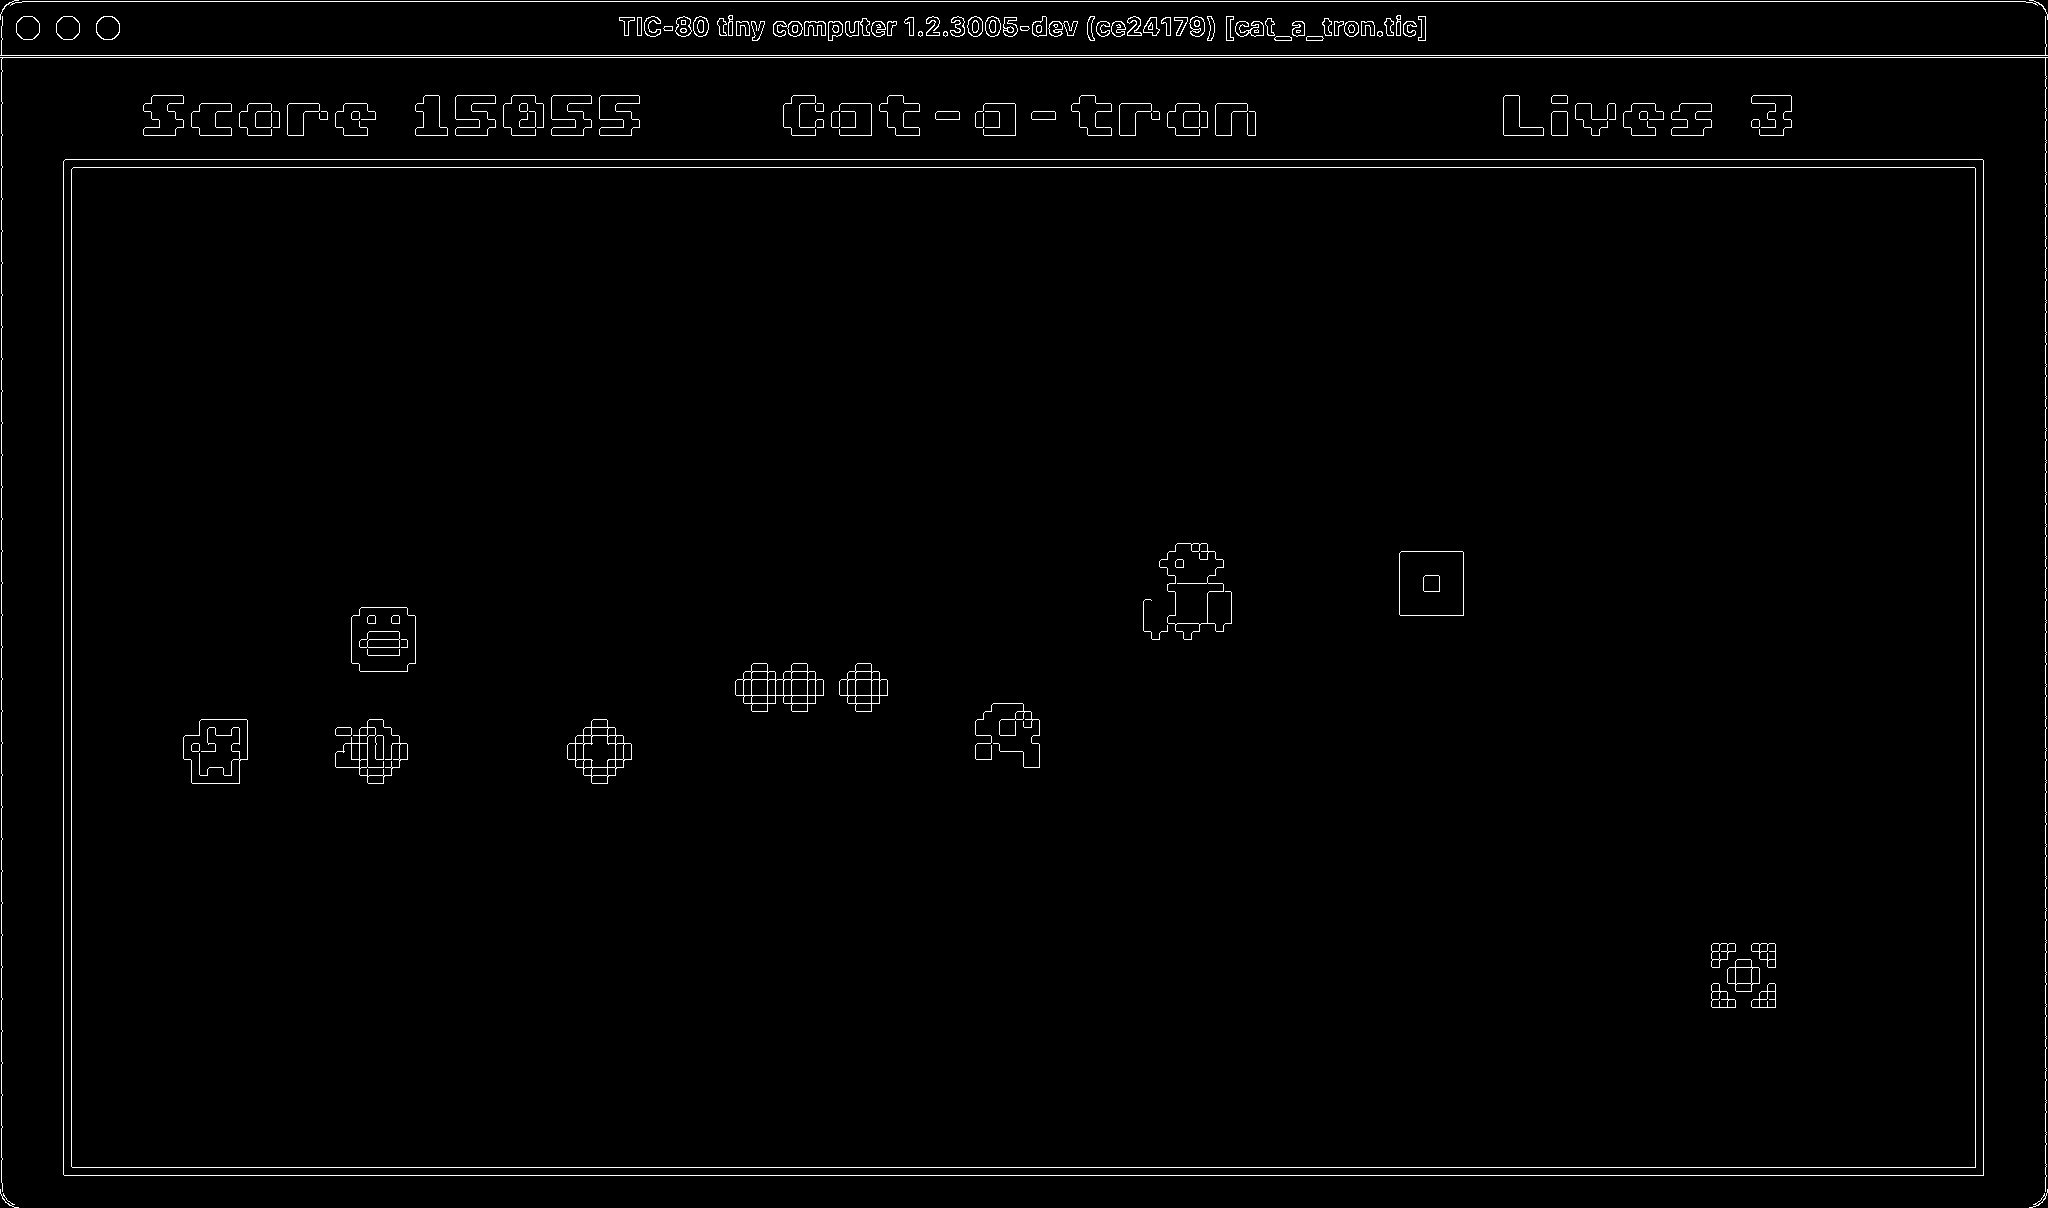 TIC-80 tiny computer 1.2.3005-dev (ce24179) [cat_a_tron.tic]
Score 15055 Cat-a-tron Lives 3